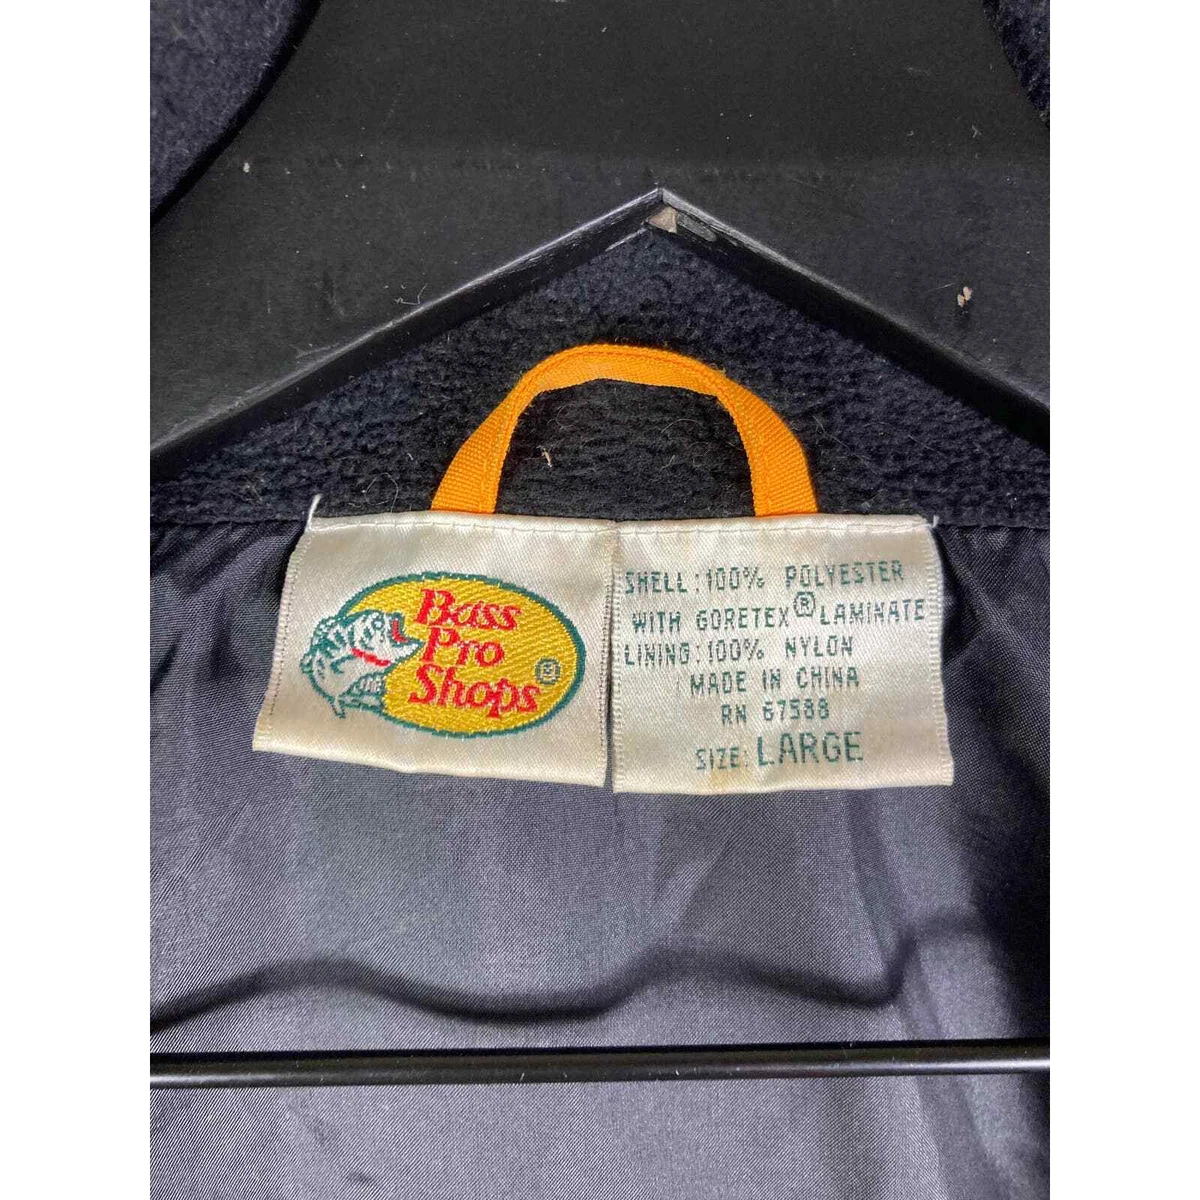 Bass
Pro
Shops ®
SHELL: 100% POLYESTER
WITH GORETEX® LAMINATE
LINING: 100% NYLON
MADE IN CHINA
RN 67588
SIZE: LARGE